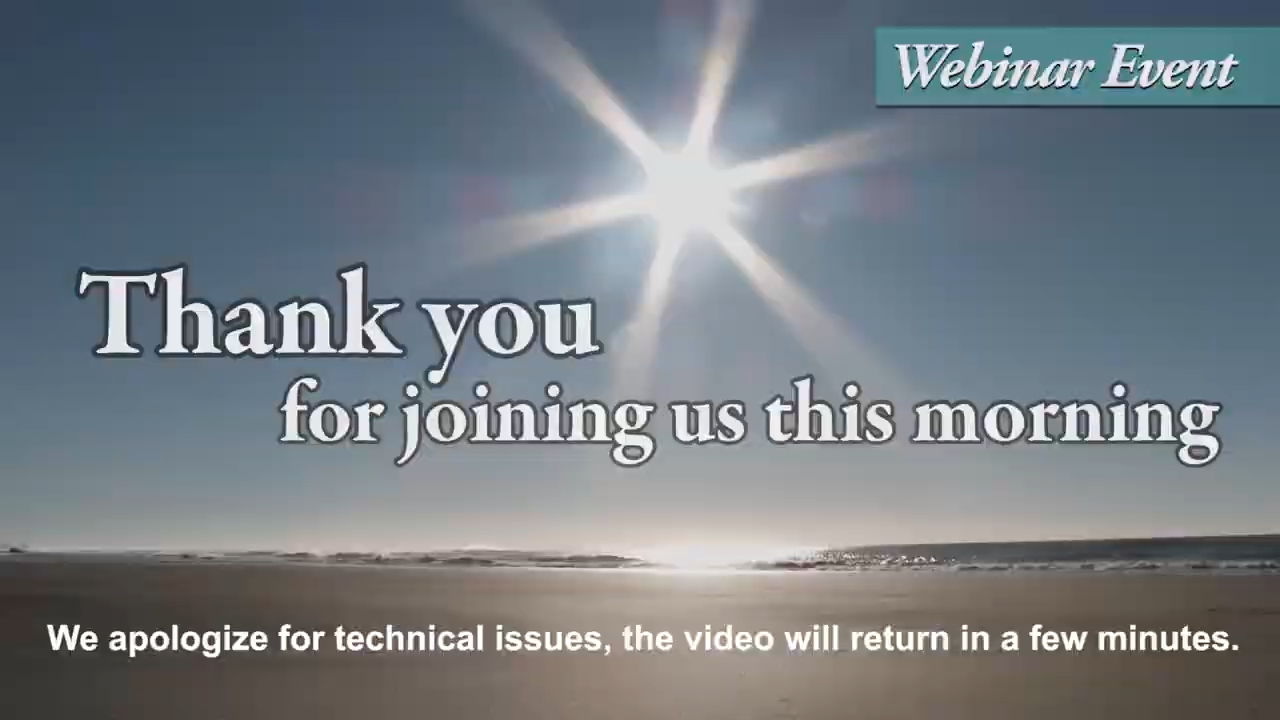 Webinar Event
Thank you
for joining us this morning
We apologize for technical issues, the video will return in a few minutes.